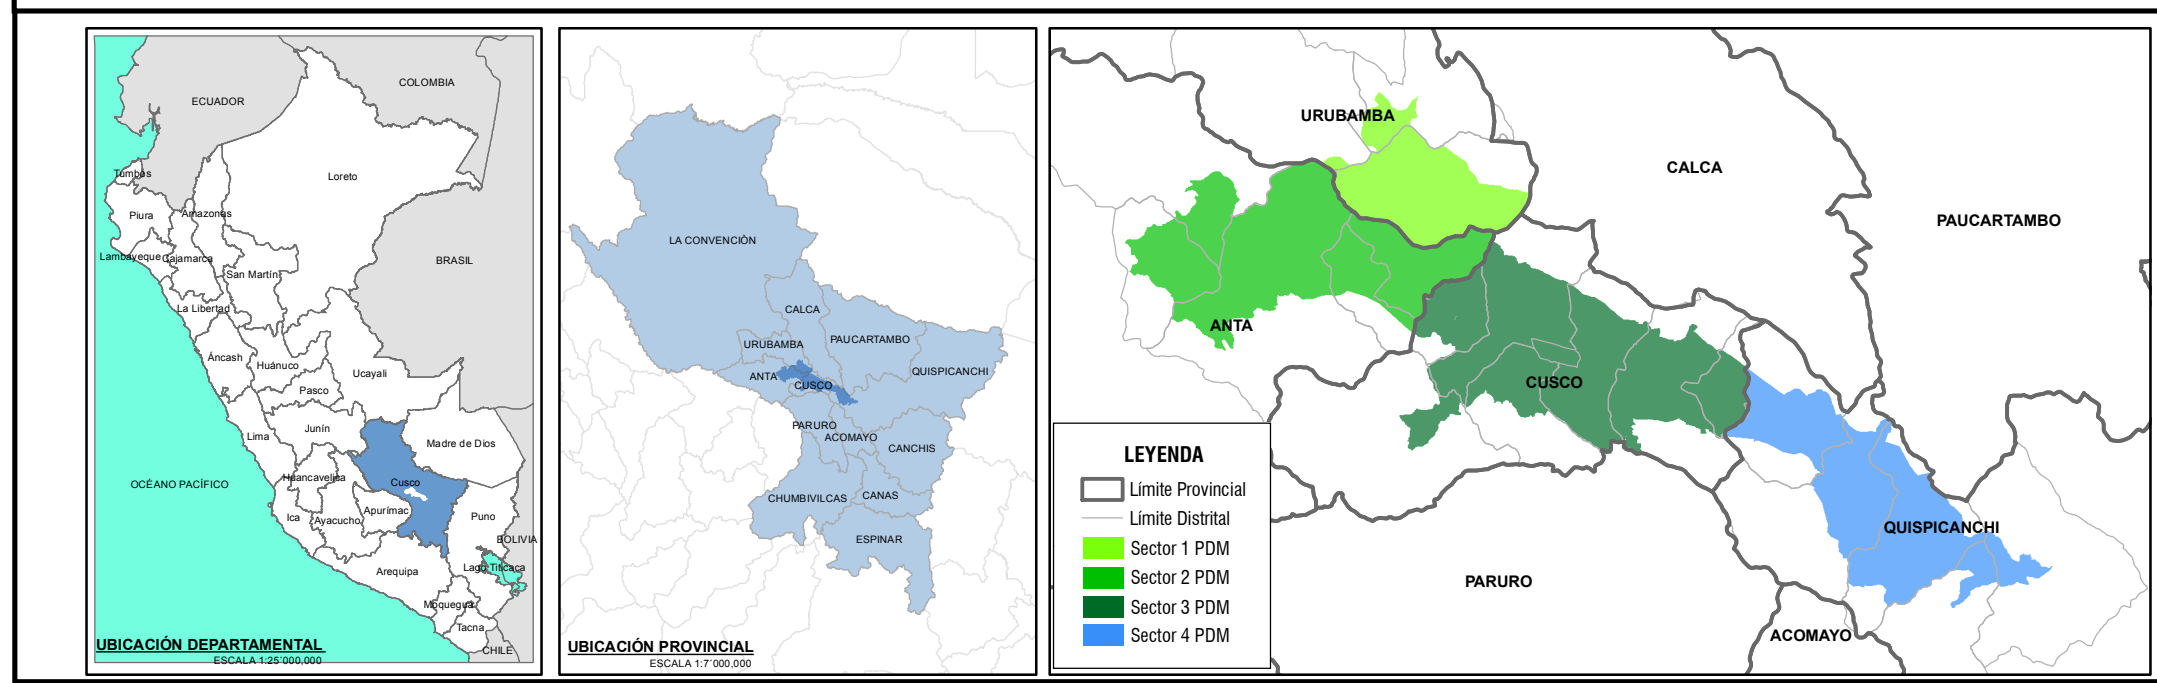 ECUADOR
COLOMBIA
Tumbes
Loreto
Piura
Amazonas
Lambayeque
Cajamarca
San Martín
BRASIL
La Libertad
Áncash
Huánuco
Ucayali
Pasco
Lima
Junín
Madre de Dios
Huancavelica
Cusco
OCÉANO PACÍFICO
Ica
Ayacucho
Apurímac
Puno
BOLIVIA
Lago Titicaca
Arequipa
Moquegua
Tacna
CHILE
UBICACIÓN DEPARTAMENTAL
ESCALA 1:25'000,000
LA CONVENCIÓN
CALCA
URUBAMBA
PAUCARTAMBO
ANTA
CUSCO
QUISPICANCHI
PARURO
ACOMAYO
CANCHIS
CHUMBIVILCAS
CANAS
ESPINAR
UBICACIÓN PROVINCIAL
ESCALA 1:7'000,000
URUBAMBA
CALCA
PAUCARTAMBO
ANTA
CUSCO
QUISPICANCHI
PARURO
ACOMAYO
LEYENDA
Límite Provincial
Límite Distrital
Sector 1 PDM
Sector 2 PDM
Sector 3 PDM
Sector 4 PDM